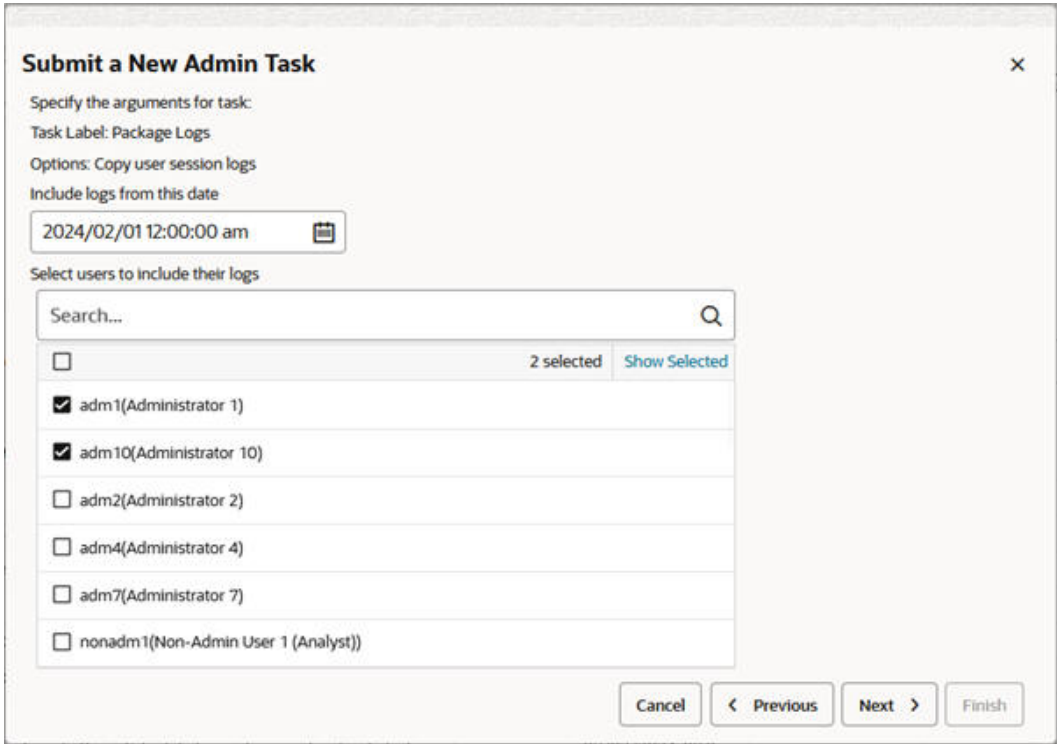 Submit a New Admin Task
Specify the arguments for task:
Task Label: Package Logs
Options: Copy user session logs
Include logs from this date
2024/02/01 12:00:00 am
Select users to include their logs
Search...
2 selected Show Selected
adm1(Administrator 1)
adm10(Administrator 10)
adm2(Administrator 2)
adm4(Administrator 4)
adm7(Administrator 7)
nonadm1(Non-Admin User 1 (Analyst))
Cancel Previous Next Finish